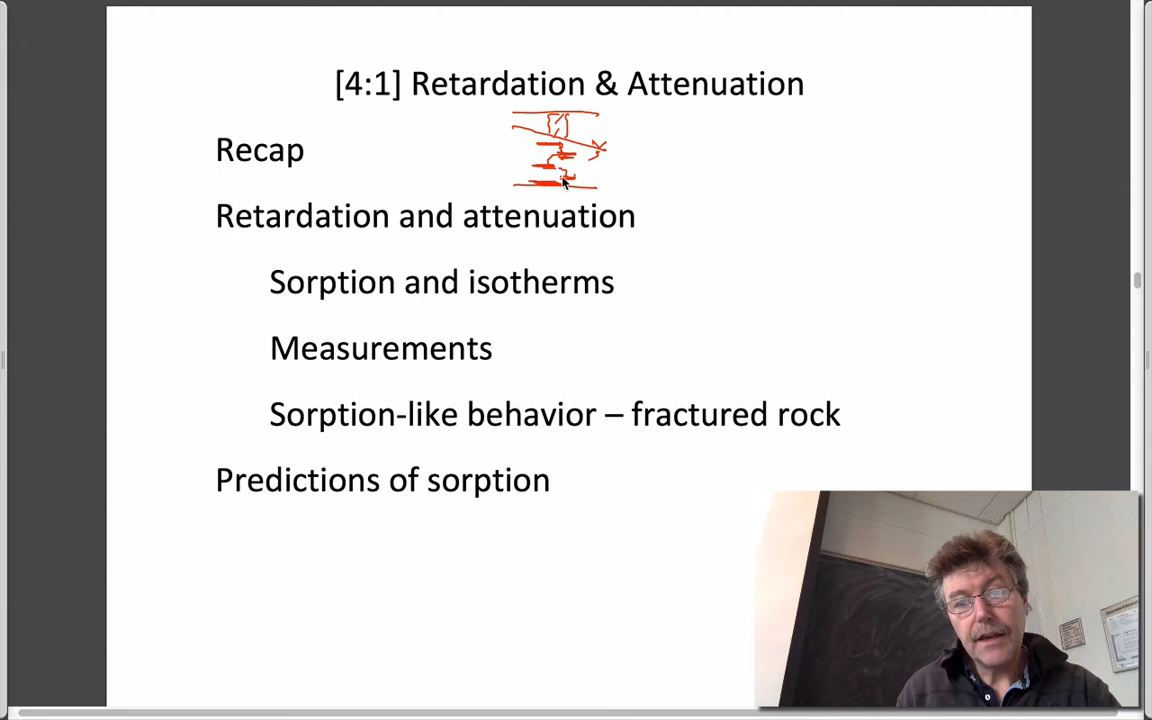 [4:1] Retardation & Attenuation
Recap
Retardation and attenuation
Sorption and isotherms
Measurements
Sorption-like behavior – fractured rock
Predictions of sorption